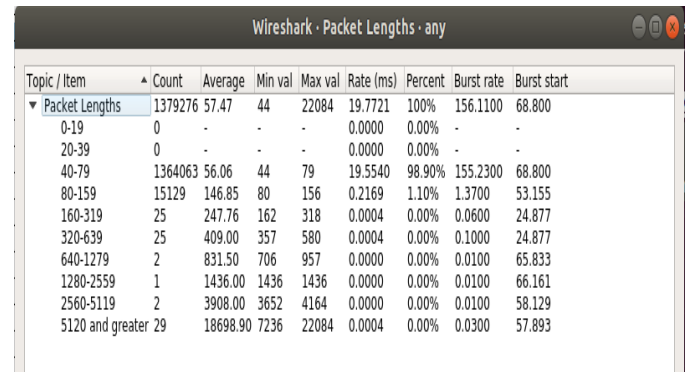 Wireshark · Packet Lengths · any
Topic / Item Count Average Min val Max val Rate (ms) Percent Burst rate Burst start
Packet Lengths 1379276 57.47 44 22084 19.7721 100% 156.1100 68.800
0-19 0 - - - 0.0000 0.00% - -
20-39 0 - - - 0.0000 0.00% - -
40-79 1364063 56.06 44 79 19.5540 98.90% 155.2300 68.800
80-159 15129 146.85 80 156 0.2169 1.10% 1.3700 53.155
160-319 25 247.76 162 318 0.0004 0.00% 0.0600 24.877
320-639 25 409.00 357 580 0.0004 0.00% 0.1000 24.877
640-1279 2 831.50 706 957 0.0000 0.00% 0.0100 65.833
1280-2559 1 1436.00 1436 1436 0.0000 0.00% 0.0100 66.161
2560-5119 2 3908.00 3652 4164 0.0000 0.00% 0.0100 58.129
5120 and greater 29 18698.90 7236 22084 0.0004 0.00% 0.0300 57.893